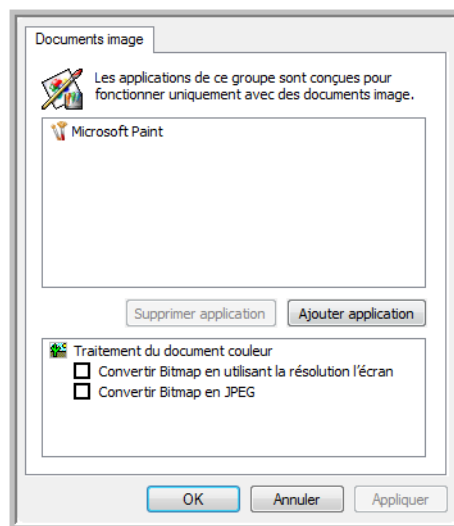 Documents image
Les applications de ce groupe sont congues pour
fonctionner uniquement avec des documents image.
Microsoft Paint
Supprimer application
Ajouter application
Traitement du document couleur
Convertir Bitmap en utilisant la résolution l'écran
Convertir Bitmap en JPEG
OK
Annuler
Appliquer